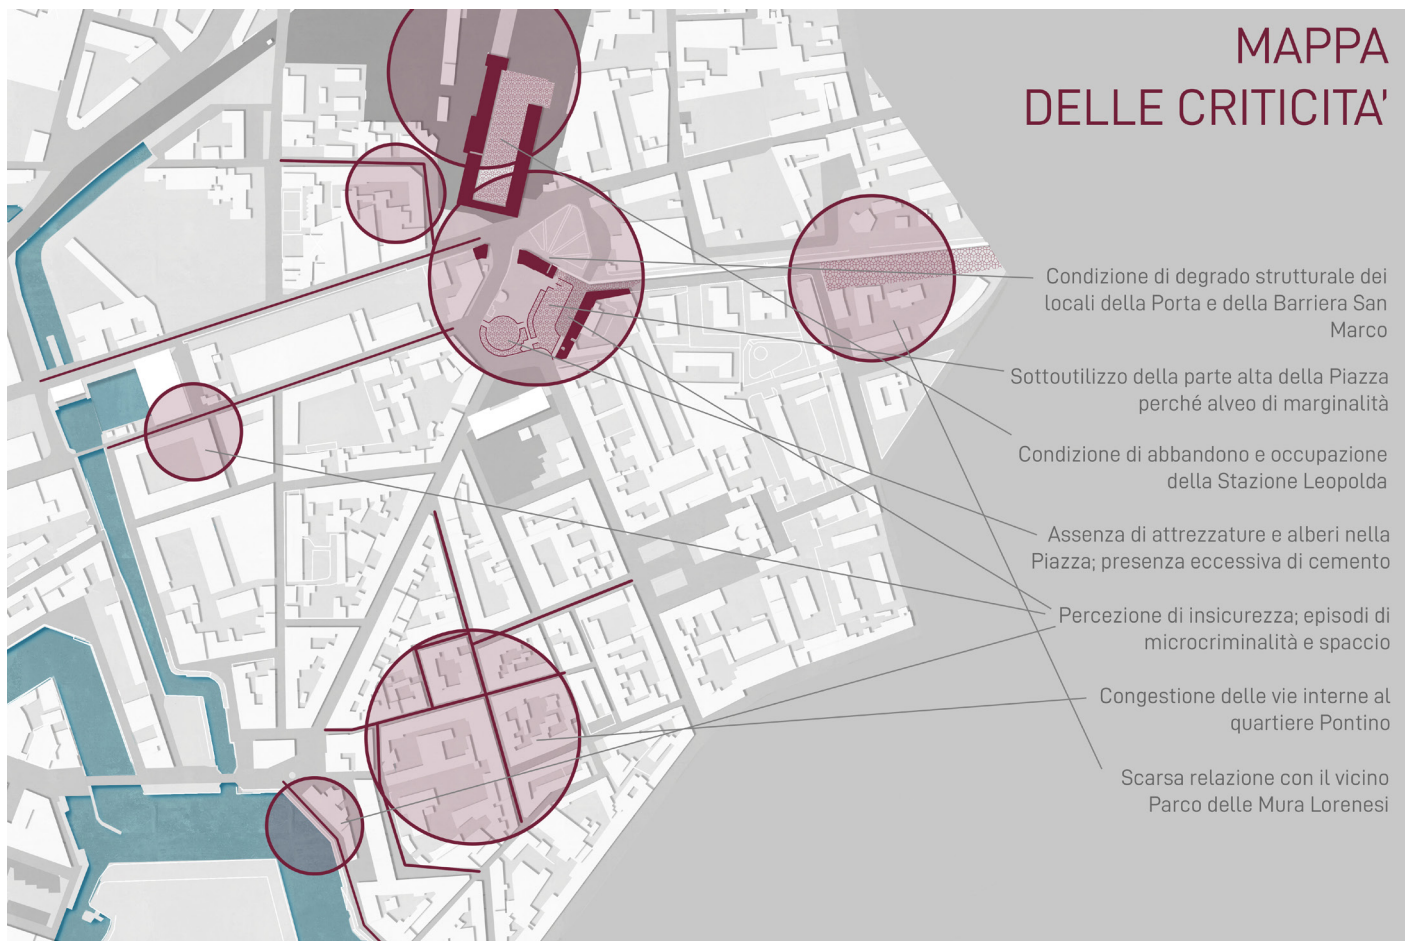 MAPPA
DELLE CRITICITA'
Condizione di degrado strutturale dei
locali della Porta e della Barriera San
Marco
Sottoutilizzo della parte alta della Piazza
perché alveo di marginalità
Condizione di abbandono e occupazione
della Stazione Leopolda
Assenza di attrezzature e alberi nella
Piazza; presenza eccessiva di cemento
Percezione di insicurezza; episodi di
microcriminalità e spaccio
Congestione delle vie interne al
quartiere Pontino
Scarsa relazione con il vicino
Parco delle Mura Lorenesi